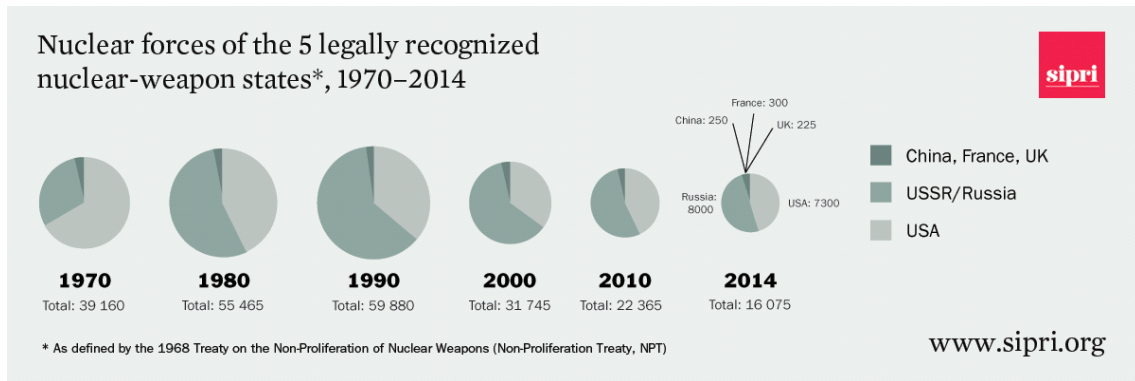 Nuclear forces of the 5 legally recognized
nuclear-weapon states*, 1970–2014
sipri
France: 300
China: 250
UK: 225
Russia:
8000
USA: 7300
China, France, UK
USSR/Russia
USA
1970
Total: 39 160
1980
Total: 55 465
1990
Total: 59 880
2000
Total: 31 745
2010
Total: 22 365
2014
Total: 16 075
* As defined by the 1968 Treaty on the Non-Proliferation of Nuclear Weapons (Non-Proliferation Treaty, NPT)
www.sipri.org